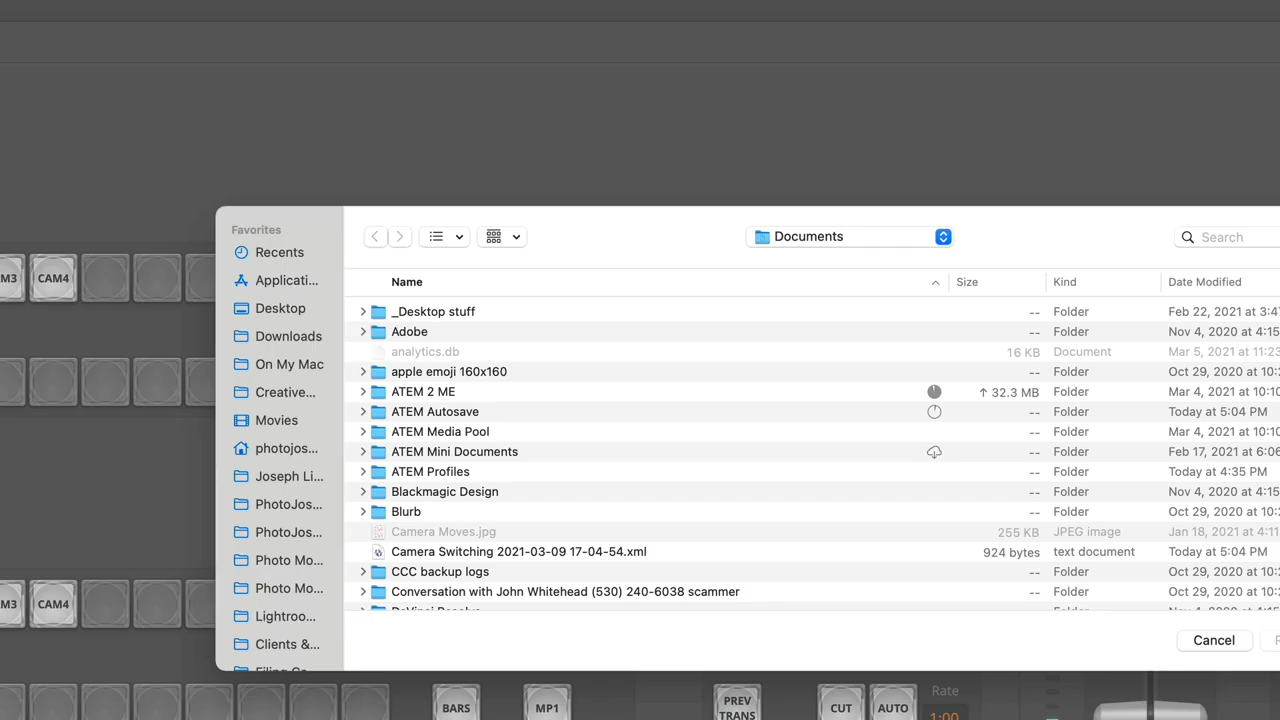 Favorites
Recents
Applicati...
Desktop
Downloads
On My Mac
Creative...
Movies
photojos...
Joseph Li...
PhotoJos...
PhotoJos...
Photo Mo...
Photo Mo...
Lightroo...
Clients &...
Documents
Search
Name Size Kind Date Modified
_Desktop stuff -- Folder Feb 22, 2021 at 3:4
Adobe -- Folder Nov 4, 2020 at 4:15
analytics.db 16 KB Document Mar 5, 2021 at 11:23
apple emoji 160x160 -- Folder Oct 29, 2020 at 10:
ATEM 2 ME ↑ 32.3 MB Folder Mar 4, 2021 at 10:10
ATEM Autosave -- Folder Today at 5:04 PM
ATEM Media Pool -- Folder Mar 4, 2021 at 10:10
ATEM Mini Documents -- Folder Feb 17, 2021 at 6:06
ATEM Profiles -- Folder Today at 4:35 PM
Blackmagic Design -- Folder Nov 4, 2020 at 4:15
Blurb -- Folder Oct 29, 2020 at 10:
Camera Moves.jpg 255 KB JPEG image Jan 18, 2021 at 4:11
Camera Switching 2021-03-09 17-04-54.xml 924 bytes text document Today at 5:04 PM
CCC backup logs -- Folder Oct 29, 2020 at 10:
Conversation with John Whitehead (530) 240-6038 scammer -- Folder Oct 29, 2020 at 10:
Cancel
M3 CAM4
M3 CAM4
BARS MP1 PREV TRANS CUT AUTO
Rate
1:00